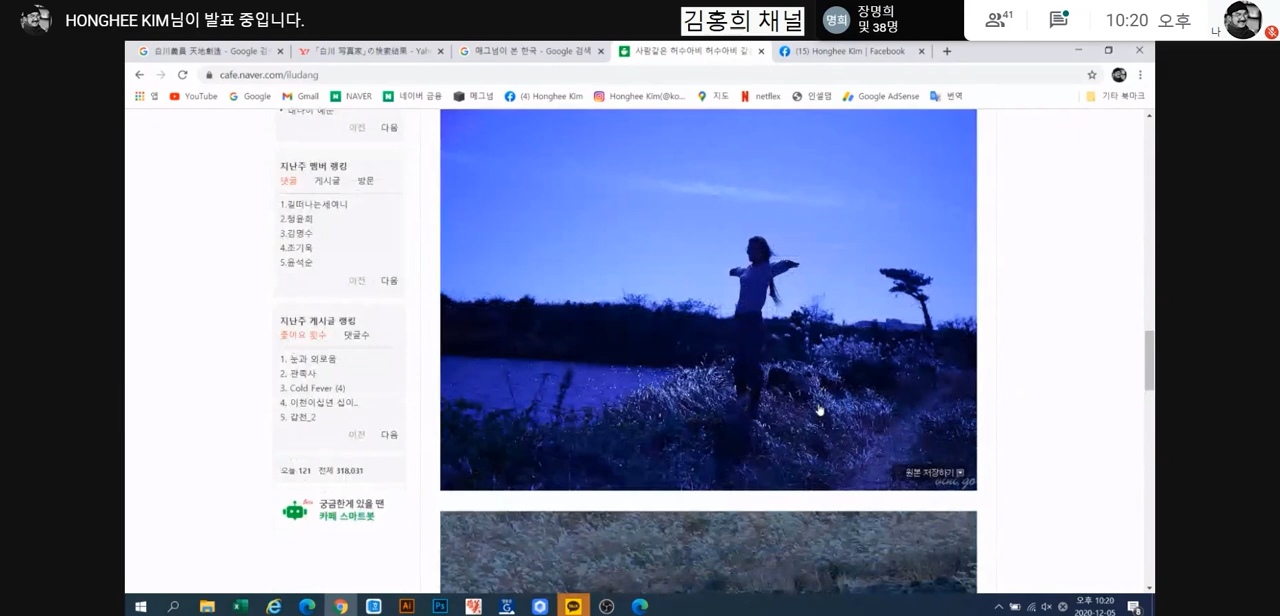 HONGHEE KIM님이 발표 중입니다.
김홍희 채널
명희
장명희
및 38명
41
10:20 오후
나
白川義員 天地創造 - Google 검색
「白川 写真家」の検索結果 - Yah
매그넘이 본 한국 - Google 검색
사람같은 허수아비 허수아비 같
(15) Honghee Kim | Facebook
cafe.naver.com/iludang
앱
YouTube
Google
Gmail
NAVER
네이버 금융
매그넘
(4) Honghee Kim
Honghee Kim(@ko...
지도
netflex
인셀덤
Google AdSense
번역
기타 북마크
이전
다음
지난주 멤버 랭킹
댓글
게시글
방문
1.길떠나는세여니
2.정윤희
3.김명수
4.조기옥
5.윤석순
이전
다음
지난주 게시글 랭킹
좋아요 횟수
댓글수
1. 눈과 외로움
2. 판족사
3. Cold Fever (4)
4. 이천이십년 십이..
5. 갑천_2
이전
다음
오늘 121 전체 318,031
궁금한게 있을 땐
카페 스마트봇
원본 저장하기
오후 10:20
2020-12-05